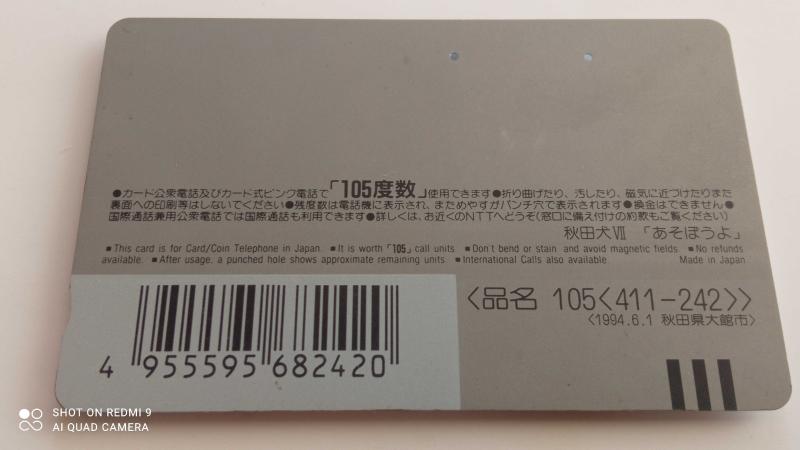 ●カード公衆電話及びカード式ピンク電話で「105度数」使用できます●折り曲げたり、汚したり、磁気に近づけたりまた
裏面への印刷等はしないでください●残度数は電話機に表示され、まためやすがパンチ穴で表示されます●換金はできません●
国際通話兼用公衆電話では国際通話も利用できます●詳しくは、お近くのNTTへどうぞ(窓口に備え付けの約款もご覧ください)
秋田犬Ⅶ 「あそぼうよ」
■This card is for Card/Coin Telephone in Japan. ■It is worth「105」call units. ■Don't bend or stain and avoid magnetic fields. ■No refunds
available. ■After usage, a punched hole shows approximate remaining units. ■International Calls also available. Made in Japan
〈品名 105〈411-242〉〉
〈1994.6.1 秋田県大館市〉
4 955595 682420
SHOT ON REDMI 9
AI QUAD CAMERA